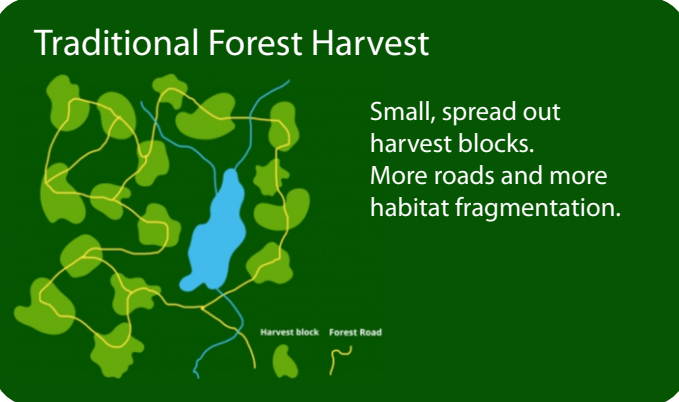 Traditional Forest Harvest
Small, spread out
harvest blocks.
More roads and more
habitat fragmentation.
Harvest block Forest Road